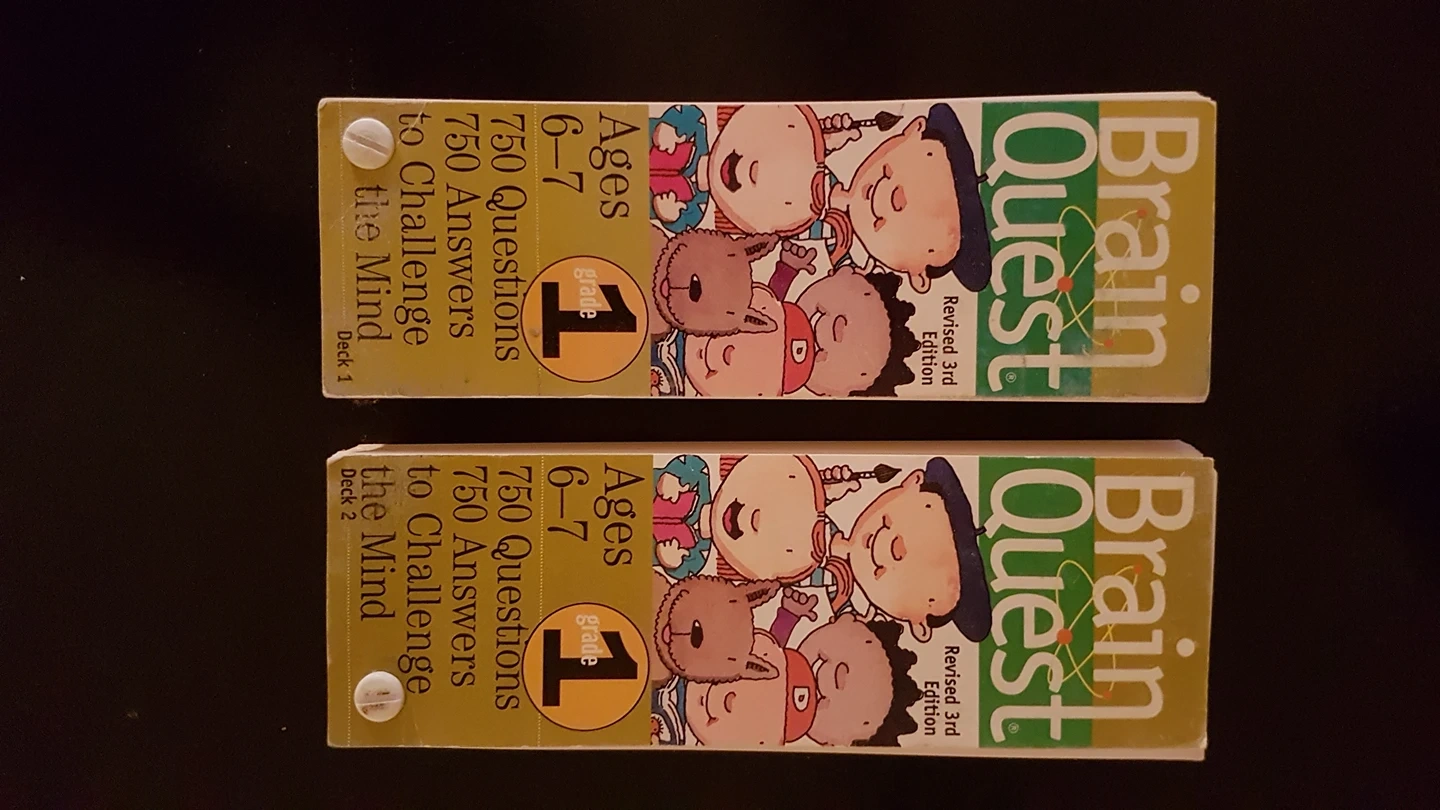 Brain
Quest®
Revised 3rd
Edition
D
Ages
6–7
grade
1
750 Questions
750 Answers
to Challenge
the Mind
Deck 1
Brain
Quest®
Revised 3rd
Edition
D
Ages
6–7
grade
1
750 Questions
750 Answers
to Challenge
the Mind
Deck 2